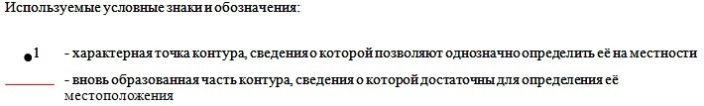 Используемые условные знаки и обозначения:
1 - характерная точка контура, сведения о которой позволяют однозначно определить её на местности
- вновь образованная часть контура, сведения о которой достаточны для определения её
местоположения